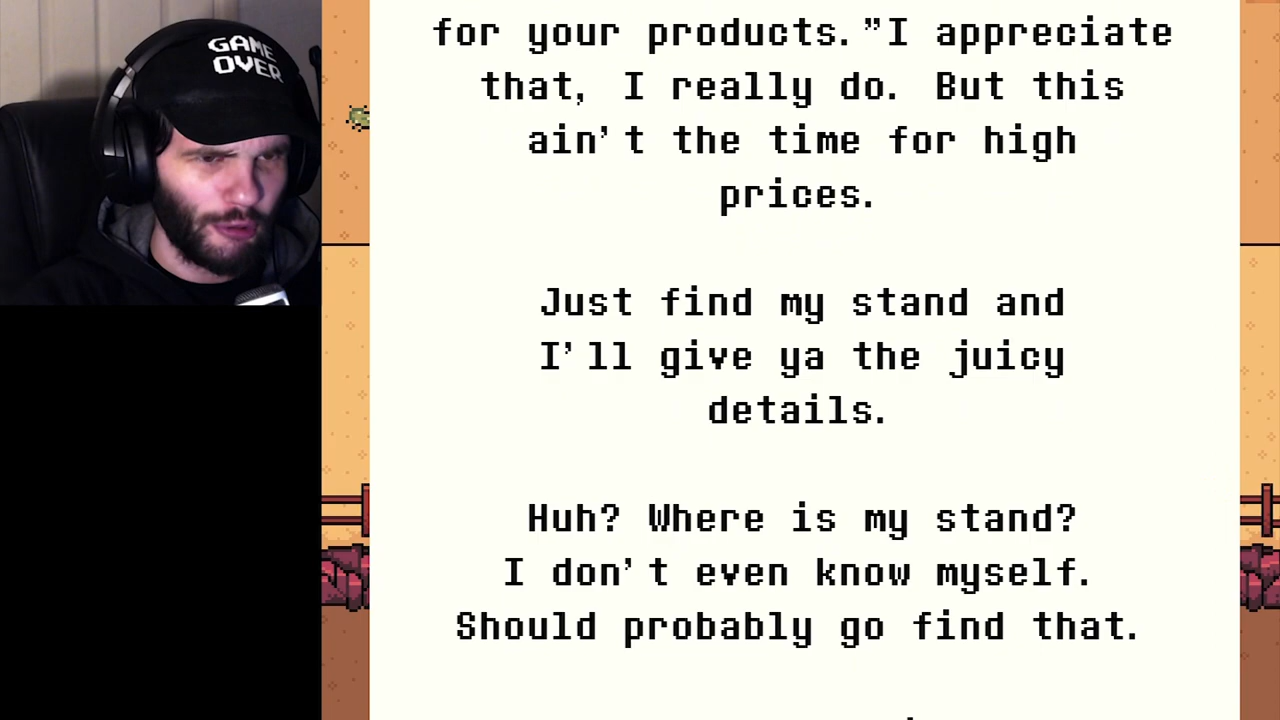 GAME
OVER
for your products."I appreciate
that, I really do. But this
ain't the time for high
prices.
Just find my stand and
I'll give ya the juicy
details.
Huh? Where is my stand?
I don't even know myself.
Should probably go find that.